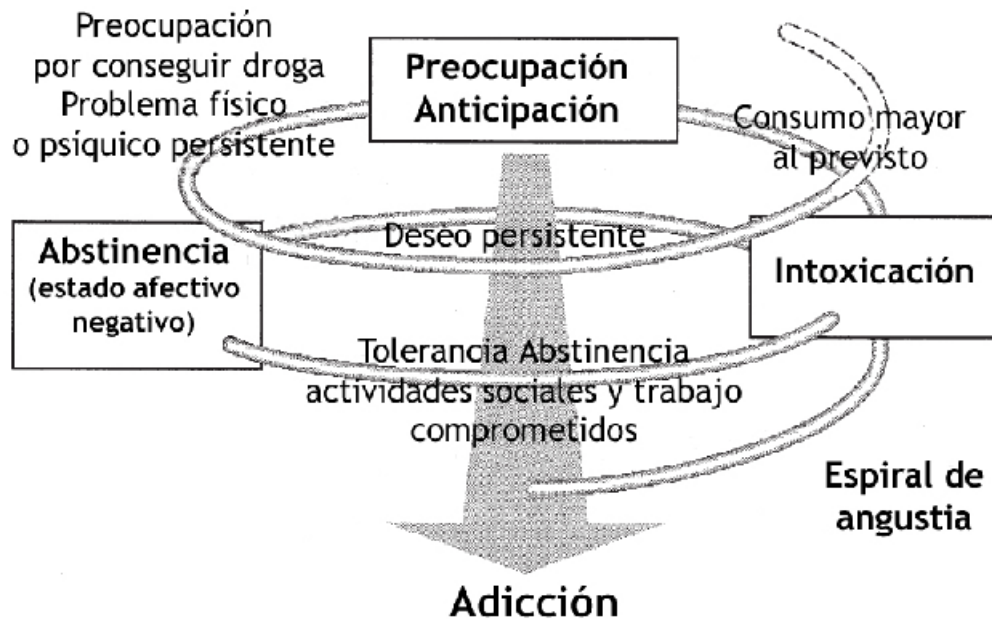 Preocupación
por conseguir droga
Problema físico
o psíquico persistente
Preocupación
Anticipación
Consumo mayor
al previsto
Abstinencia
(estado afectivo
negativo)
Deseo persistente
Intoxicación
Tolerancia Abstinencia
actividades sociales y trabajo
comprometidos
Espiral de
angustia
Adicción